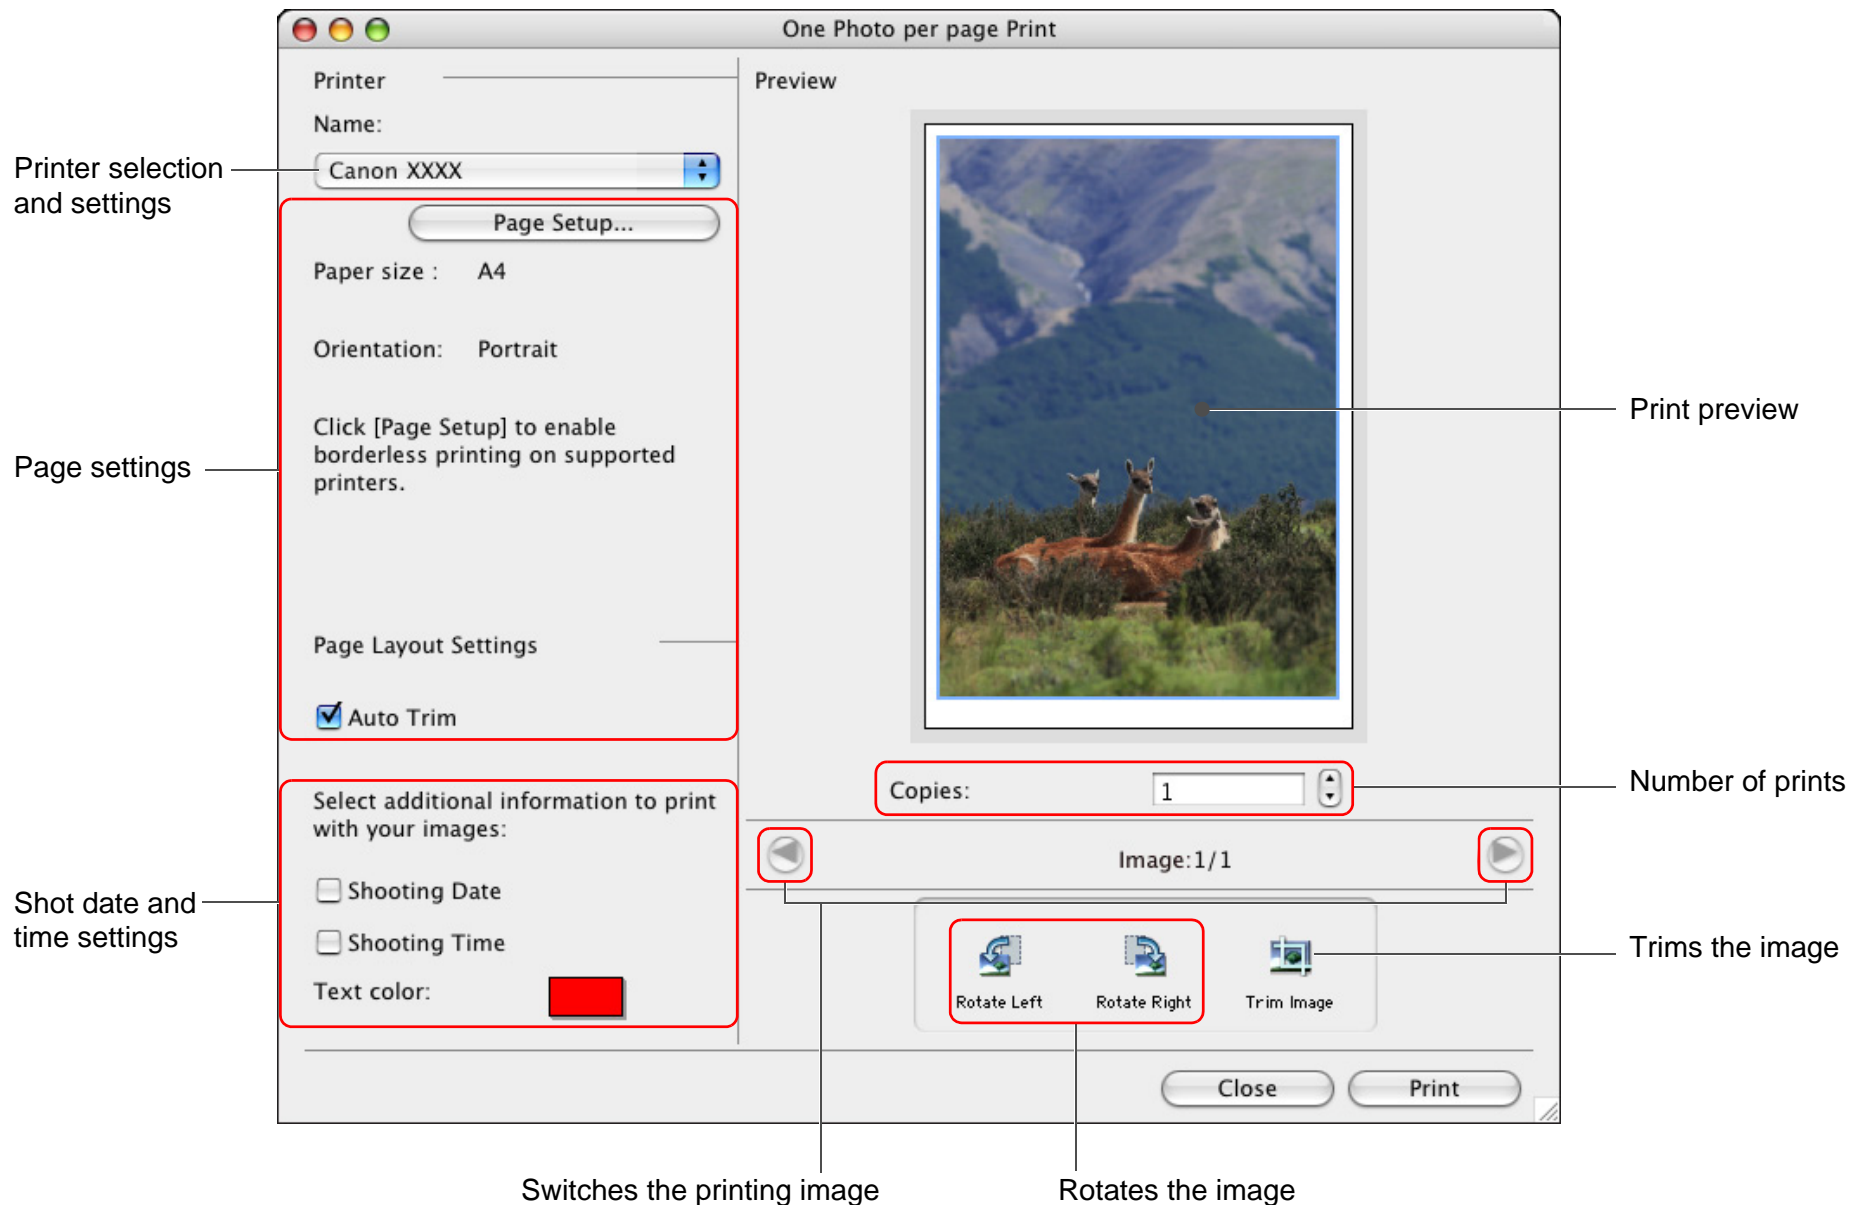 One Photo per page Print
Printer
Name:
Canon XXXX
Page Setup...
Paper size : A4
Orientation: Portrait
Click [Page Setup] to enable
borderless printing on supported
printers.
Page Layout Settings
Auto Trim
Select additional information to print
with your images:
Shooting Date
Shooting Time
Text color:
Preview
Copies: 1
Image:1/1
Rotate Left
Rotate Right
Trim Image
Close
Print
Printer selection
and settings
Page settings
Shot date and
time settings
Print preview
Number of prints
Trims the image
Switches the printing image
Rotates the image